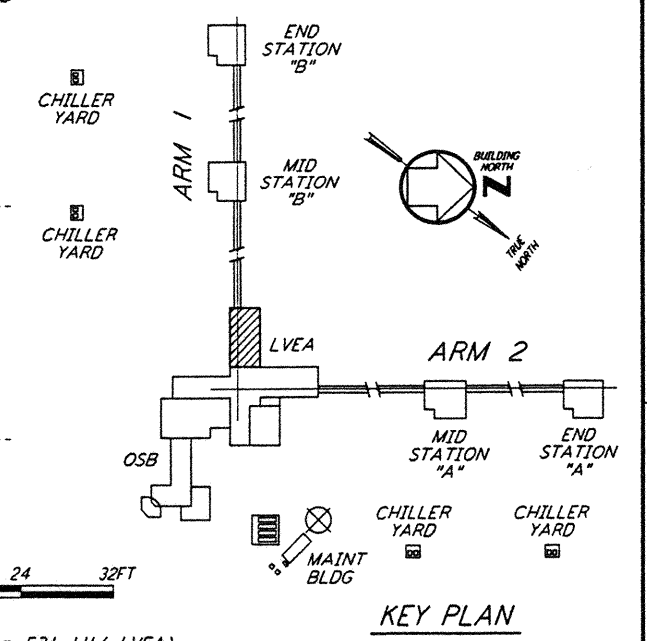 END
STATION
"B"
CHILLER
YARD
ARM 1
MID
STATION
"B"
BUILDING
NORTH
N
TRUE
NORTH
CHILLER
YARD
LVEA
ARM 2
MID
STATION
"A"
END
STATION
"A"
OSB
CHILLER
YARD
CHILLER
YARD
MAINT
BLDG
24 32FT
KEY PLAN